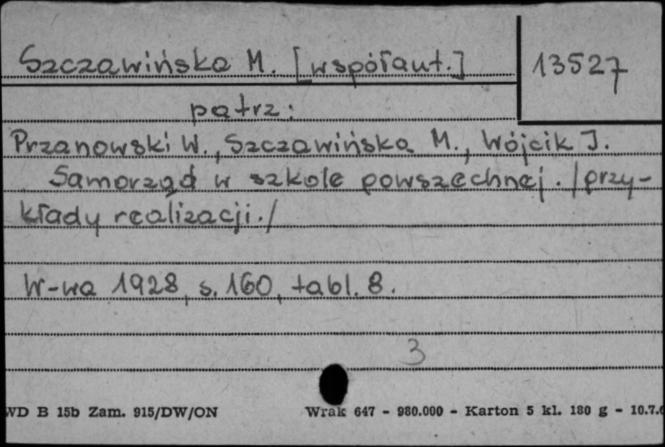 Szczawińska M. [współaut.]
13527
patrz:
Przanowski W., Szczawińska M., Wójcik J.
Samorząd w szkole powszechnej. /przy-
kłady realizacji./
W-wa 1928, s. 160, tabl. 8.
3
WD B 15b Zam. 915/DW/ON
Wrak 647 - 980.000 - Karton 5 kl. 180 g - 10.7.6